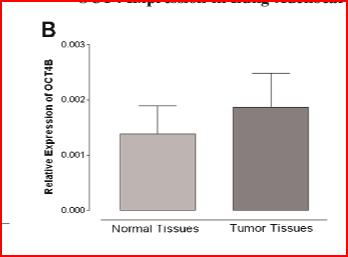 B
Relative Expression of OCT4B
0.003
0.002
0.001
0.000
Normal Tissues
Tumor Tissues